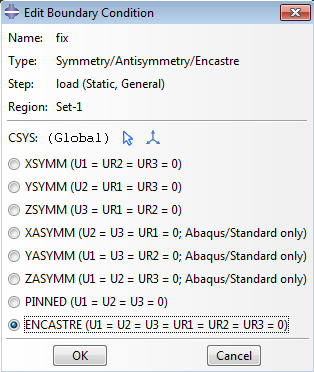 Edit Boundary Condition
Name: fix
Type: Symmetry/Antisymmetry/Encastre
Step: load (Static, General)
Region: Set-1
CSYS: (Global)
XSYMM (U1 = UR2 = UR3 = 0)
YSYMM (U2 = UR1 = UR3 = 0)
ZSYMM (U3 = UR1 = UR2 = 0)
XASYMM (U2 = U3 = UR1 = 0; Abaqus/Standard only)
YASYMM (U1 = U3 = UR2 = 0; Abaqus/Standard only)
ZASYMM (U1 = U2 = UR3 = 0; Abaqus/Standard only)
PINNED (U1 = U2 = U3 = 0)
ENCASTRE (U1 = U2 = U3 = UR1 = UR2 = UR3 = 0)
OK Cancel